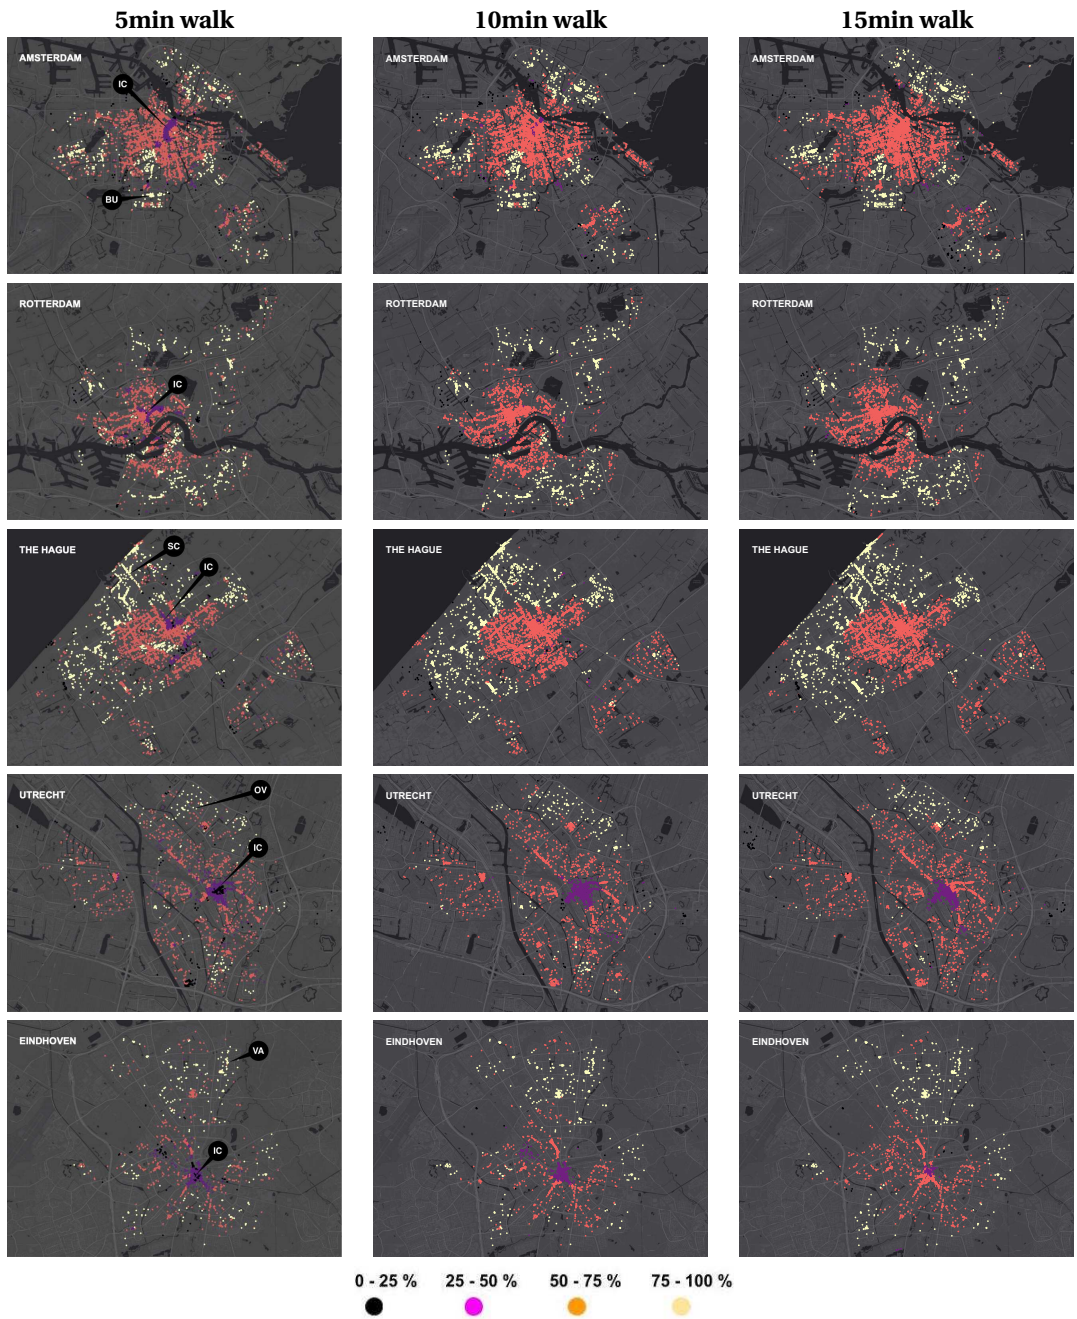 5min walk 10min walk 15min walk
AMSTERDAM AMSTERDAM AMSTERDAM
IC
BU
ROTTERDAM ROTTERDAM ROTTERDAM
IC
THE HAGUE THE HAGUE THE HAGUE
SC
IC
UTRECHT UTRECHT UTRECHT
OV
IC
EINDHOVEN EINDHOVEN EINDHOVEN
VA
IC
0 - 25 % 25 - 50 % 50 - 75 % 75 - 100 %